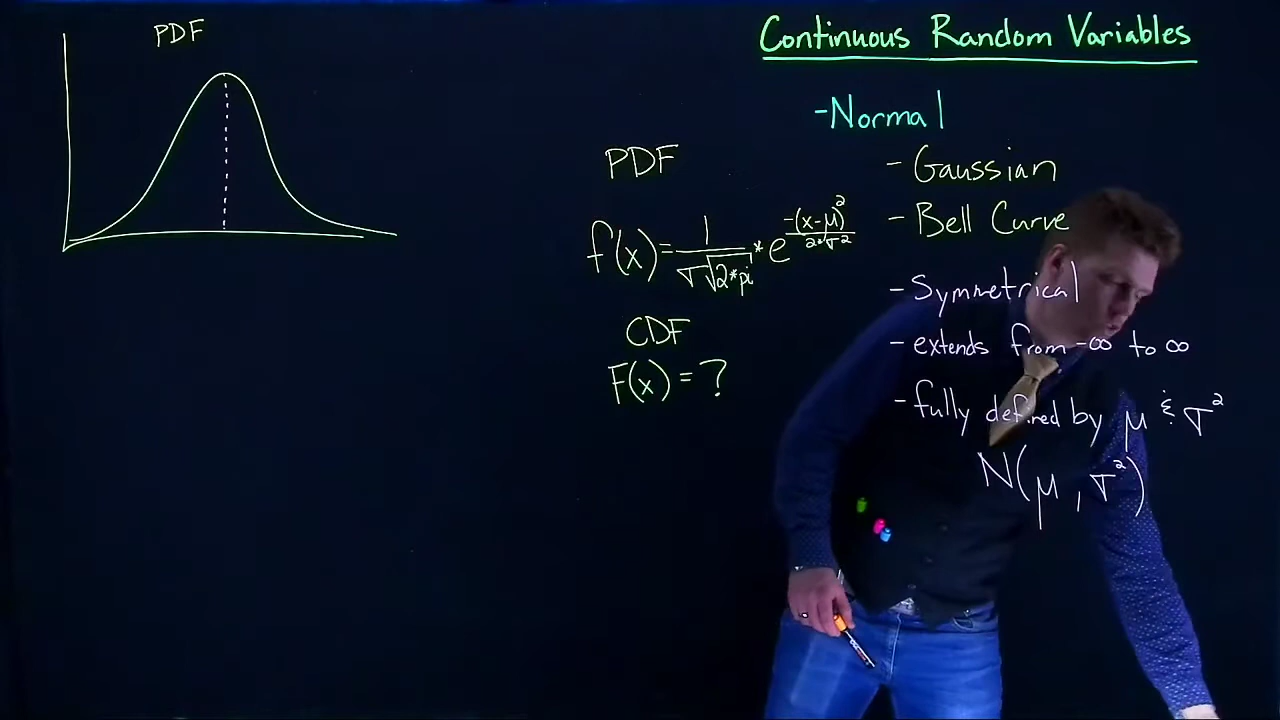 PDF
Continuous Random Variables
-Normal
PDF
- Gaussian
- Bell Curve
f(x)=1/(σ√2*pi)*e^(-(x-μ)²/(2*σ²))
- Symmetrical
CDF
- extends from -∞ to ∞
F(x) = ?
- fully defined by μ & σ²
N(μ, σ²)